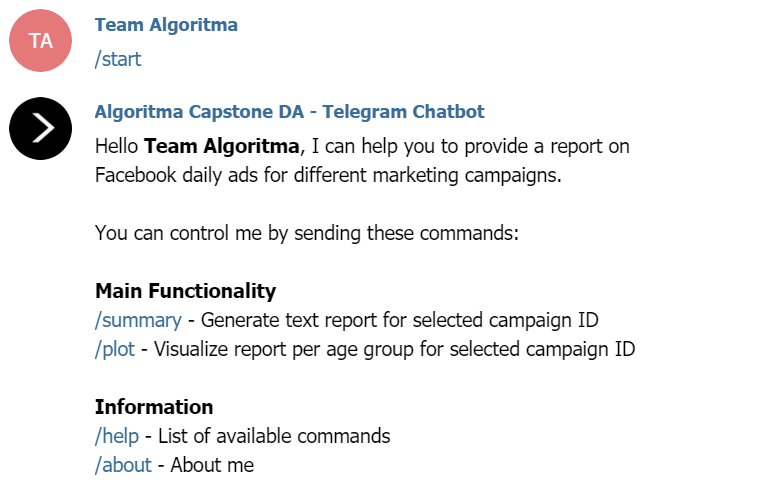 TA
Team Algoritma
/start
Algoritma Capstone DA - Telegram Chatbot
Hello Team Algoritma, I can help you to provide a report on
Facebook daily ads for different marketing campaigns.
You can control me by sending these commands:
Main Functionality
/summary - Generate text report for selected campaign ID
/plot - Visualize report per age group for selected campaign ID
Information
/help - List of available commands
/about - About me